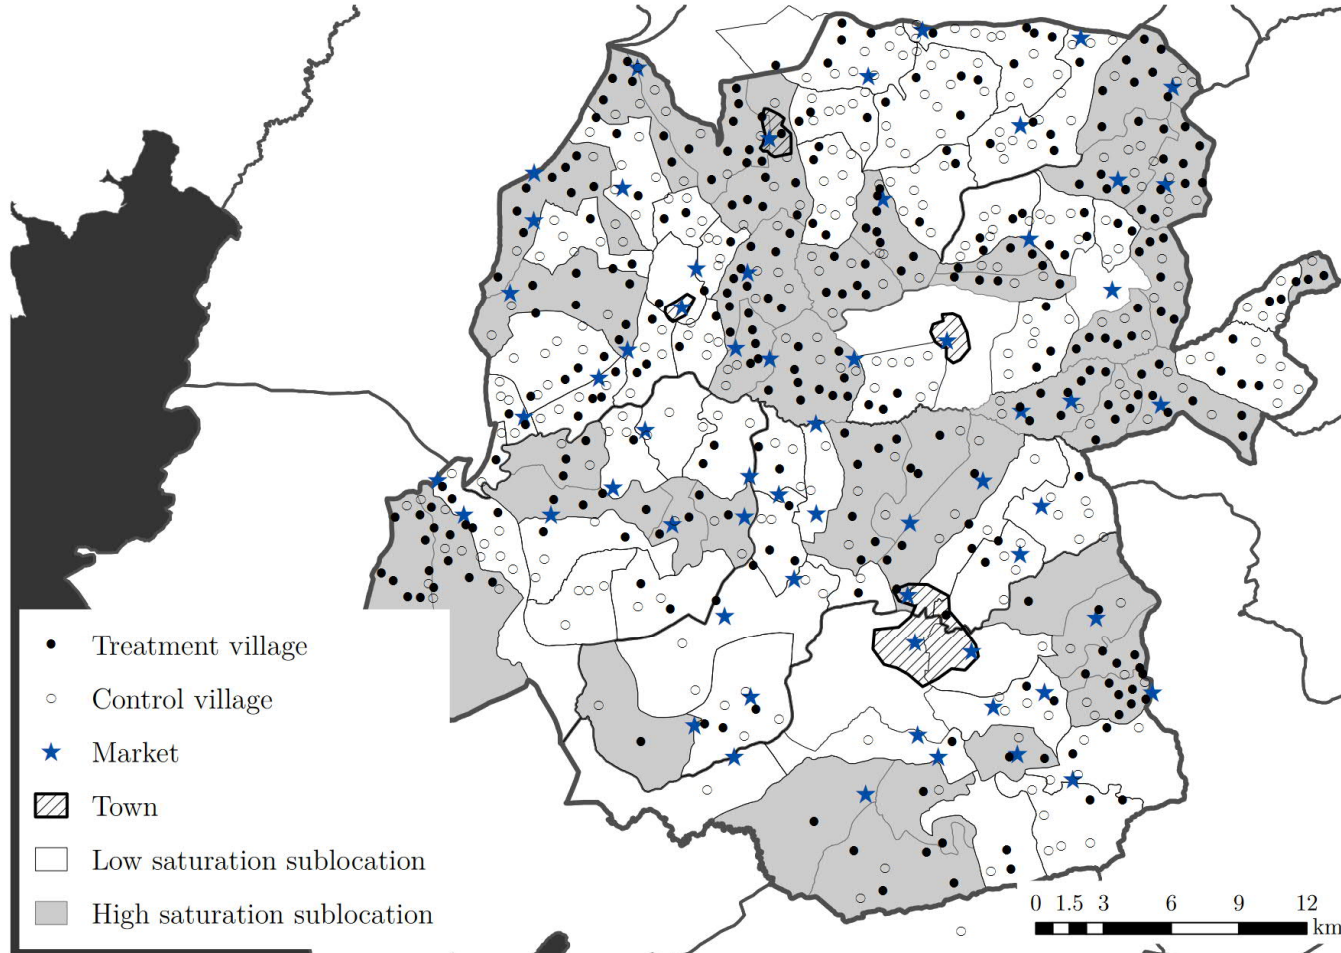 Treatment village
Control village
Market
Town
Low saturation sublocation
High saturation sublocation
0 1.5 3 6 9 12
km